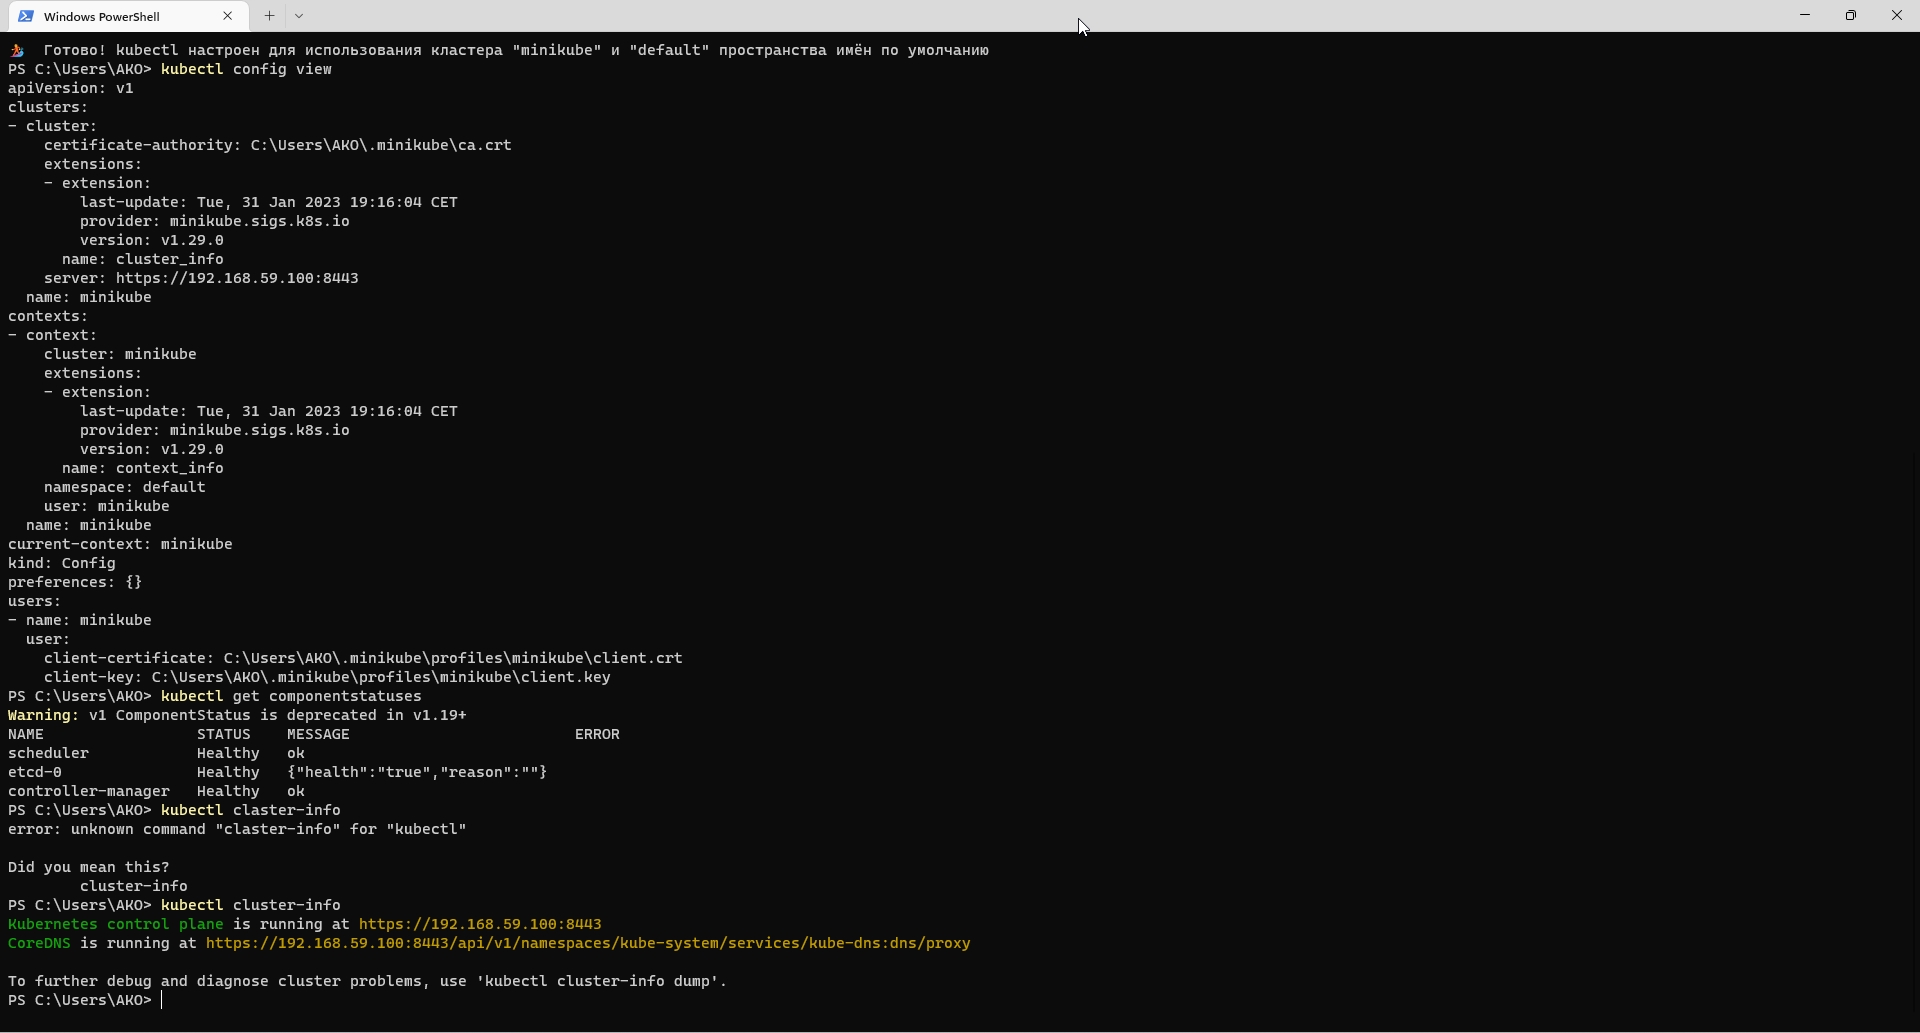 Windows PowerShell
Готово! kubectl настроен для использования кластера "minikube" и "default" пространства имён по умолчанию
PS C:\Users\AKO> kubectl config view
apiVersion: v1
clusters:
- cluster:
    certificate-authority: C:\Users\AKO\.minikube\ca.crt
    extensions:
    - extension:
        last-update: Tue, 31 Jan 2023 19:16:04 CET
        provider: minikube.sigs.k8s.io
        version: v1.29.0
      name: cluster_info
    server: https://192.168.59.100:8443
  name: minikube
contexts:
- context:
    cluster: minikube
    extensions:
    - extension:
        last-update: Tue, 31 Jan 2023 19:16:04 CET
        provider: minikube.sigs.k8s.io
        version: v1.29.0
      name: context_info
    namespace: default
    user: minikube
  name: minikube
current-context: minikube
kind: Config
preferences: {}
users:
- name: minikube
  user:
    client-certificate: C:\Users\AKO\.minikube\profiles\minikube\client.crt
    client-key: C:\Users\AKO\.minikube\profiles\minikube\client.key
PS C:\Users\AKO> kubectl get componentstatuses
Warning: v1 ComponentStatus is deprecated in v1.19+
NAME                 STATUS    MESSAGE                         ERROR
scheduler            Healthy   ok
etcd-0               Healthy   {"health":"true","reason":""}
controller-manager   Healthy   ok
PS C:\Users\AKO> kubectl claster-info
error: unknown command "claster-info" for "kubectl"
Did you mean this?
        cluster-info
PS C:\Users\AKO> kubectl cluster-info
Kubernetes control plane is running at https://192.168.59.100:8443
CoreDNS is running at https://192.168.59.100:8443/api/v1/namespaces/kube-system/services/kube-dns:dns/proxy
To further debug and diagnose cluster problems, use 'kubectl cluster-info dump'.
PS C:\Users\AKO>